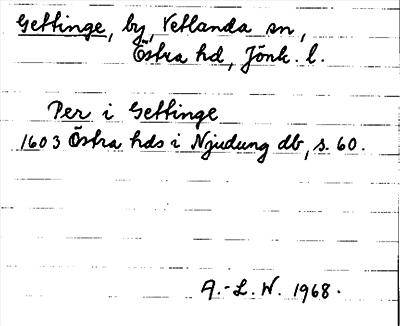 Gettinge, by, Vetlanda sn,
Östra hd, Jönk. l.
Per i Gettinge
1603 Östra hds i Njudung db, s. 60.
A.-L. W. 1968.